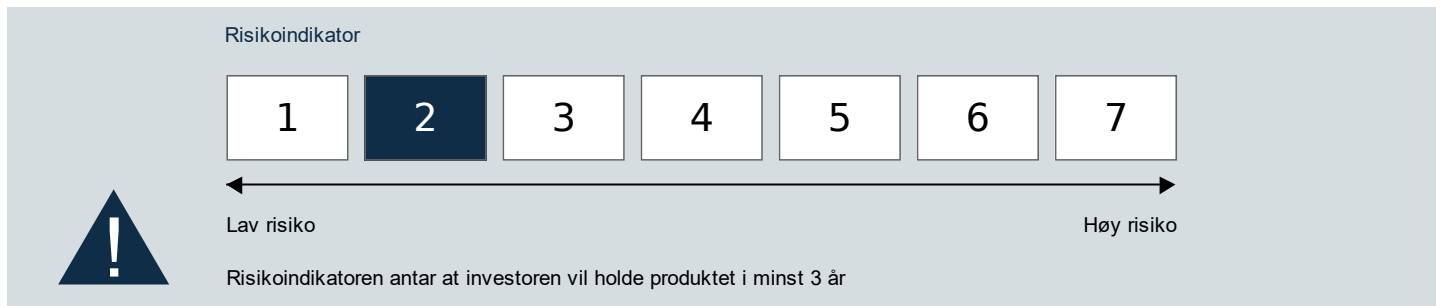 Risikoindikator
1 2 3 4 5 6 7
Lav risiko Høy risiko
!
Risikoindikatoren antar at investoren vil holde produktet i minst 3 år